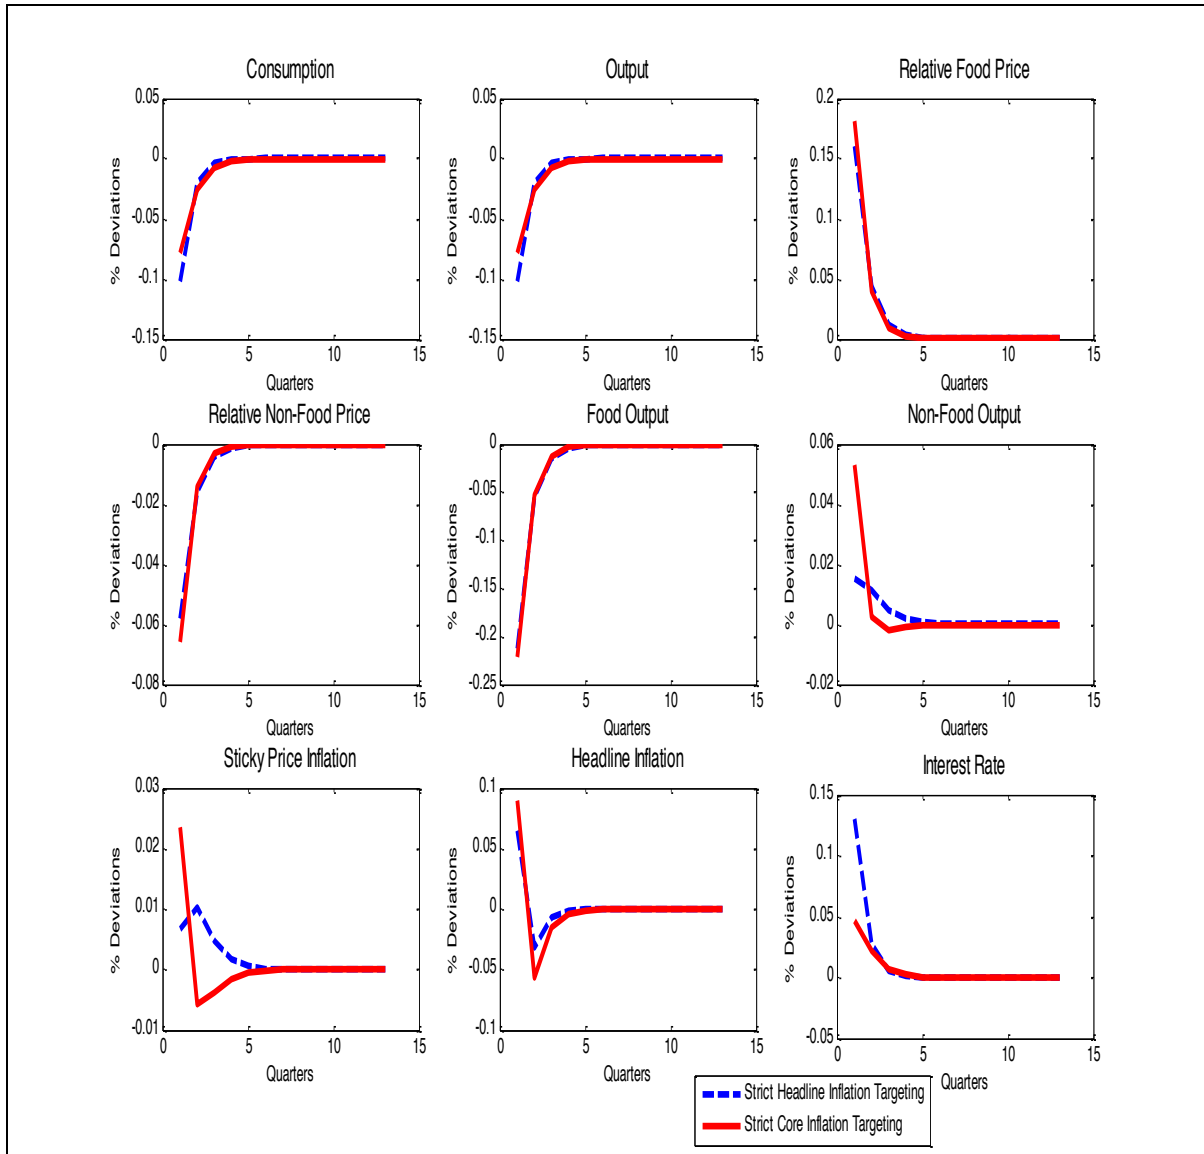 Consumption
Output
Relative Food Price
0.05
0
-0.05
-0.1
-0.15
% Deviations
0 5 10 15
Quarters
0.05
0
-0.05
-0.1
-0.15
% Deviations
0 5 10 15
Quarters
0.2
0.15
0.1
0.05
0
% Deviations
0 5 10 15
Quarters
Relative Non-Food Price
Food Output
Non-Food Output
0
-0.02
-0.04
-0.06
-0.08
% Deviations
0 5 10 15
Quarters
0
-0.05
-0.1
-0.15
-0.2
-0.25
% Deviations
0 5 10 15
Quarters
0.06
0.04
0.02
0
-0.02
% Deviations
0 5 10 15
Quarters
Sticky Price Inflation
Headline Inflation
Interest Rate
0.03
0.02
0.01
0
-0.01
% Deviations
0 5 10 15
Quarters
0.1
0.05
0
-0.05
-0.1
% Deviations
0 5 10 15
Quarters
0.15
0.1
0.05
0
-0.05
% Deviations
0 5 10 15
Quarters
Strict Headline Inflation Targeting
Strict Core Inflation Targeting